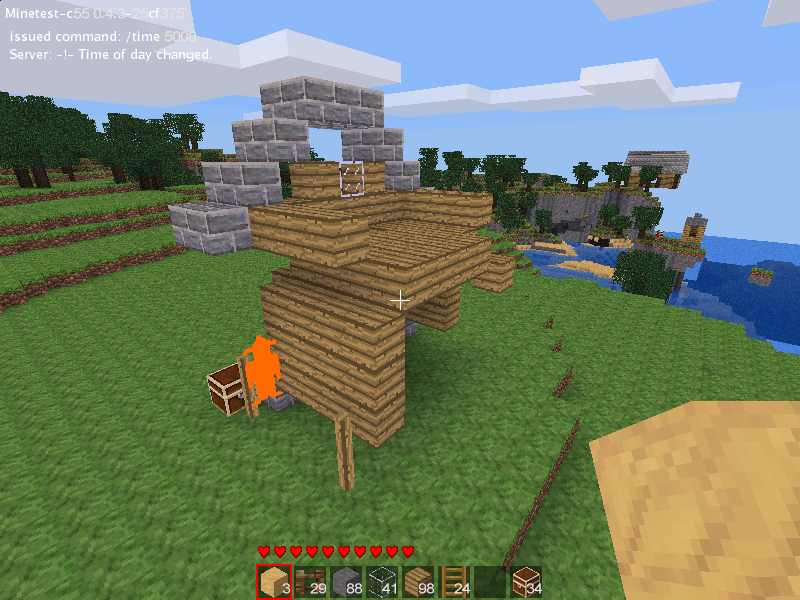 Minetest-c55 0.4.3-25cf375
issued command: /time 5000
Server: -!- Time of day changed.
3 29 88 41 98 24 34